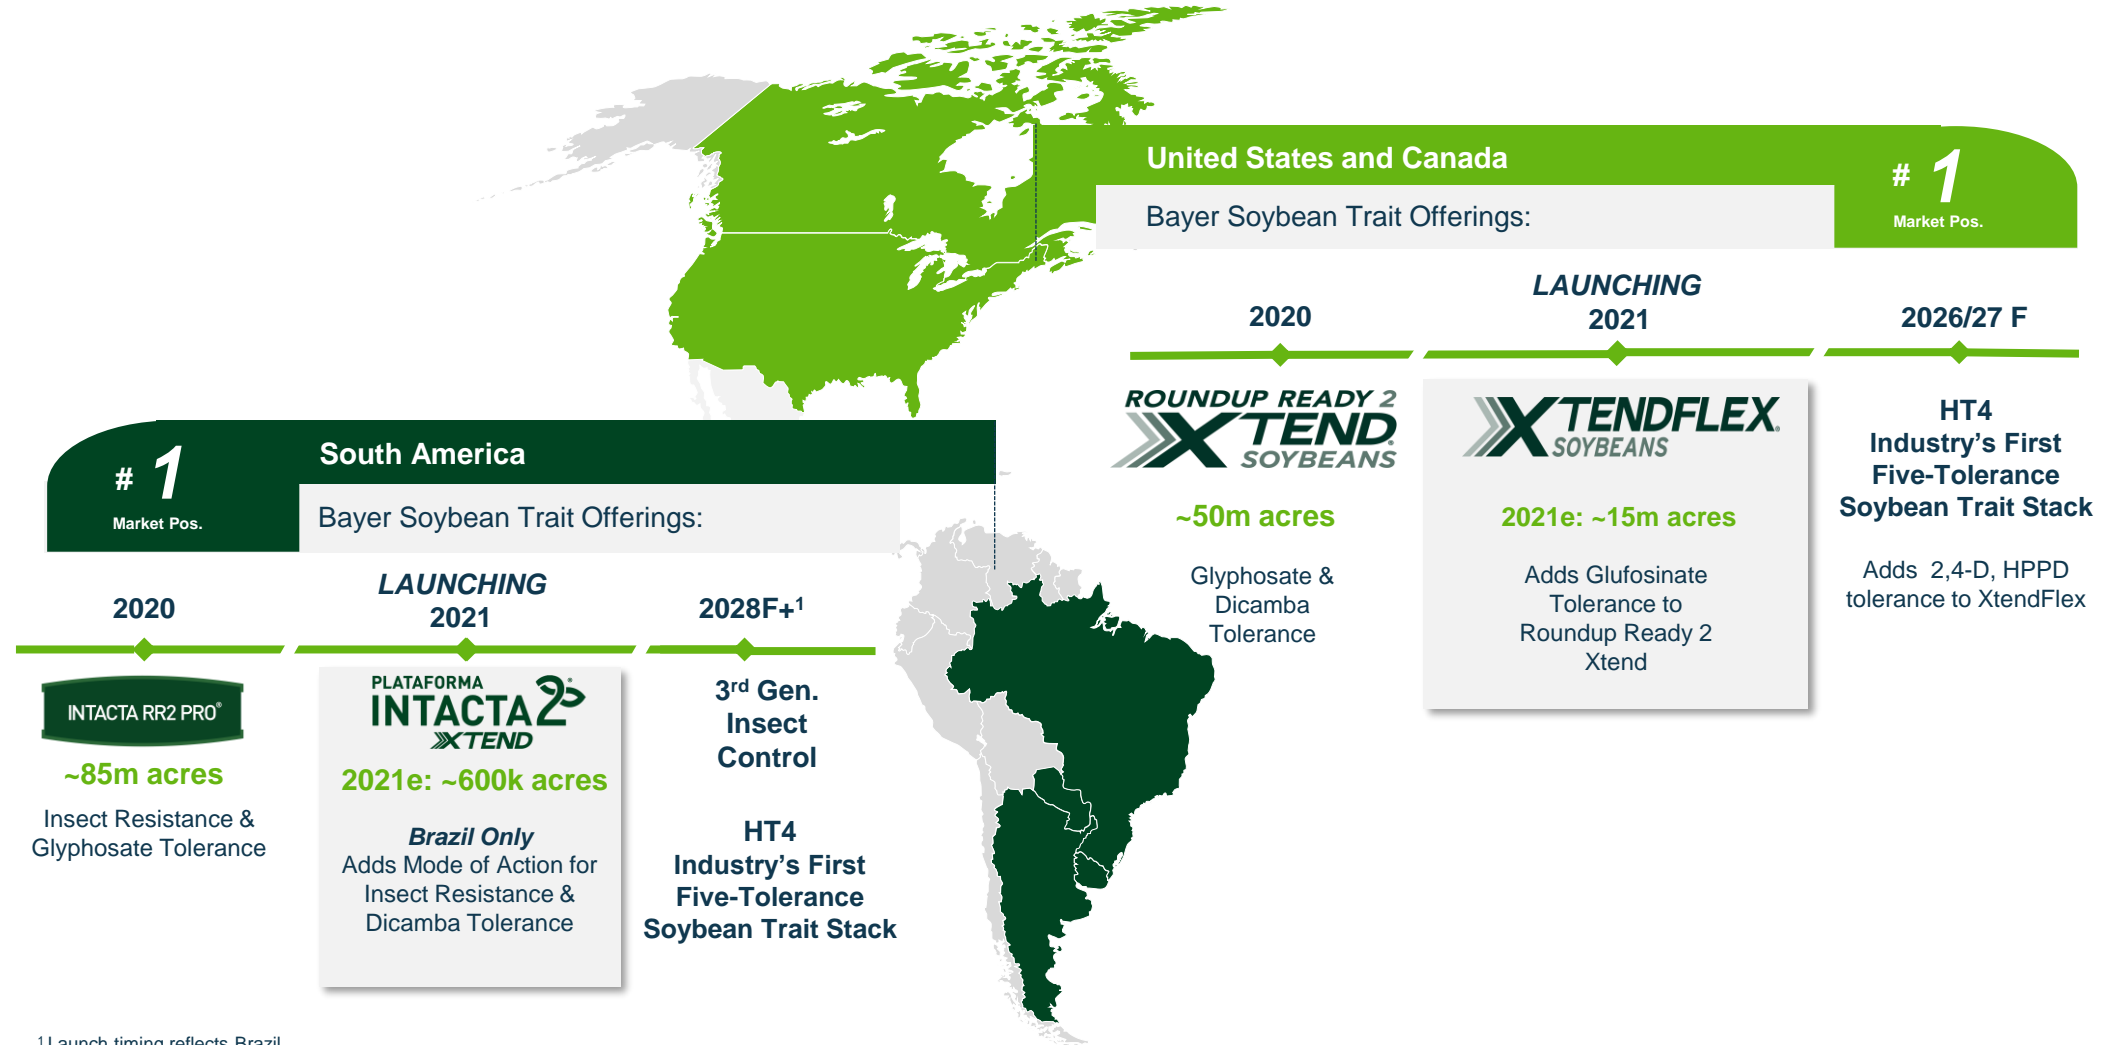 United States and Canada
# 1
Market Pos.
Bayer Soybean Trait Offerings:
2020
LAUNCHING
2021
2026/27 F
ROUNDUP READY 2
XTEND®
SOYBEANS
~50m acres
Glyphosate &
Dicamba
Tolerance
XTENDFLEX®
SOYBEANS
2021e: ~15m acres
Adds Glufosinate
Tolerance to
Roundup Ready 2
Xtend
HT4
Industry's First
Five-Tolerance
Soybean Trait Stack
Adds 2,4-D, HPPD
tolerance to XtendFlex
South America
# 1
Market Pos.
Bayer Soybean Trait Offerings:
2020
LAUNCHING
2021
2028F+¹
INTACTA RR2 PRO®
~85m acres
Insect Resistance &
Glyphosate Tolerance
PLATAFORMA
INTACTA 2®
XTEND
2021e: ~600k acres
Brazil Only
Adds Mode of Action for
Insect Resistance &
Dicamba Tolerance
3rd Gen.
Insect
Control
HT4
Industry's First
Five-Tolerance
Soybean Trait Stack
¹ Launch timing reflects Brazil